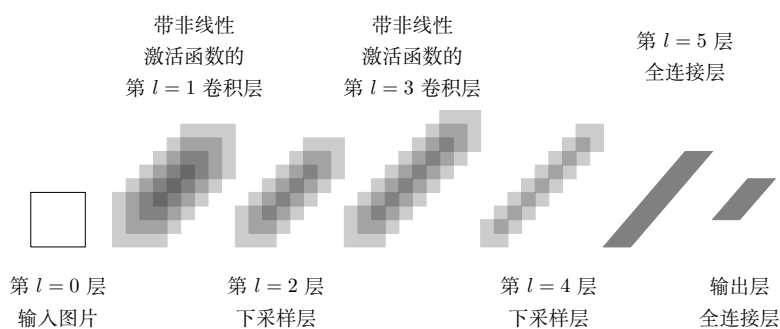 带非线性
激活函数的
第 l = 1 卷积层
带非线性
激活函数的
第 l = 3 卷积层
第 l = 5 层
全连接层
第 l = 0 层
输入图片
第 l = 2 层
下采样层
第 l = 4 层
下采样层
输出层
全连接层